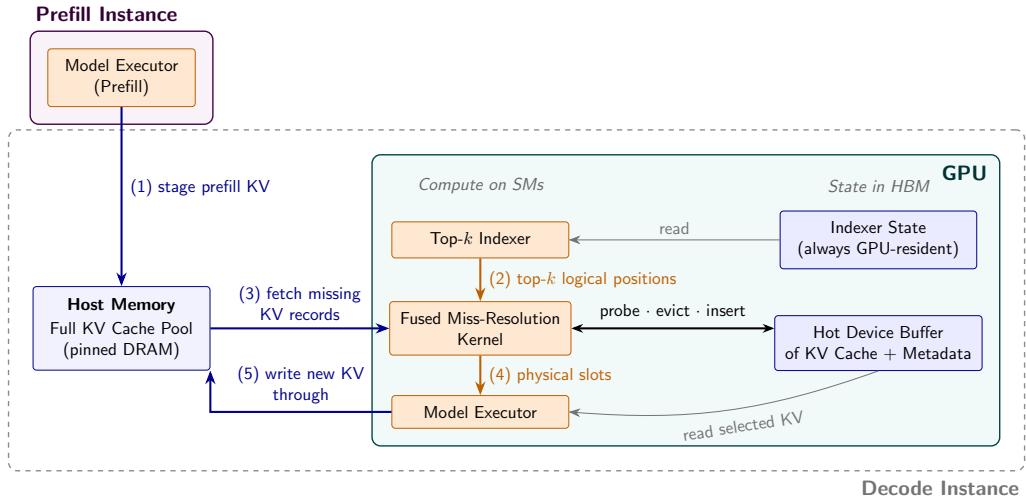 Prefill Instance
Model Executor
(Prefill)
(1) stage prefill KV
GPU
Compute on SMs
State in HBM
Top-k Indexer
read
Indexer State
(always GPU-resident)
(2) top-k logical positions
Host Memory
Full KV Cache Pool
(pinned DRAM)
(3) fetch missing
KV records
Fused Miss-Resolution
Kernel
probe · evict · insert
Hot Device Buffer
of KV Cache + Metadata
(4) physical slots
(5) write new KV
through
Model Executor
read selected KV
Decode Instance